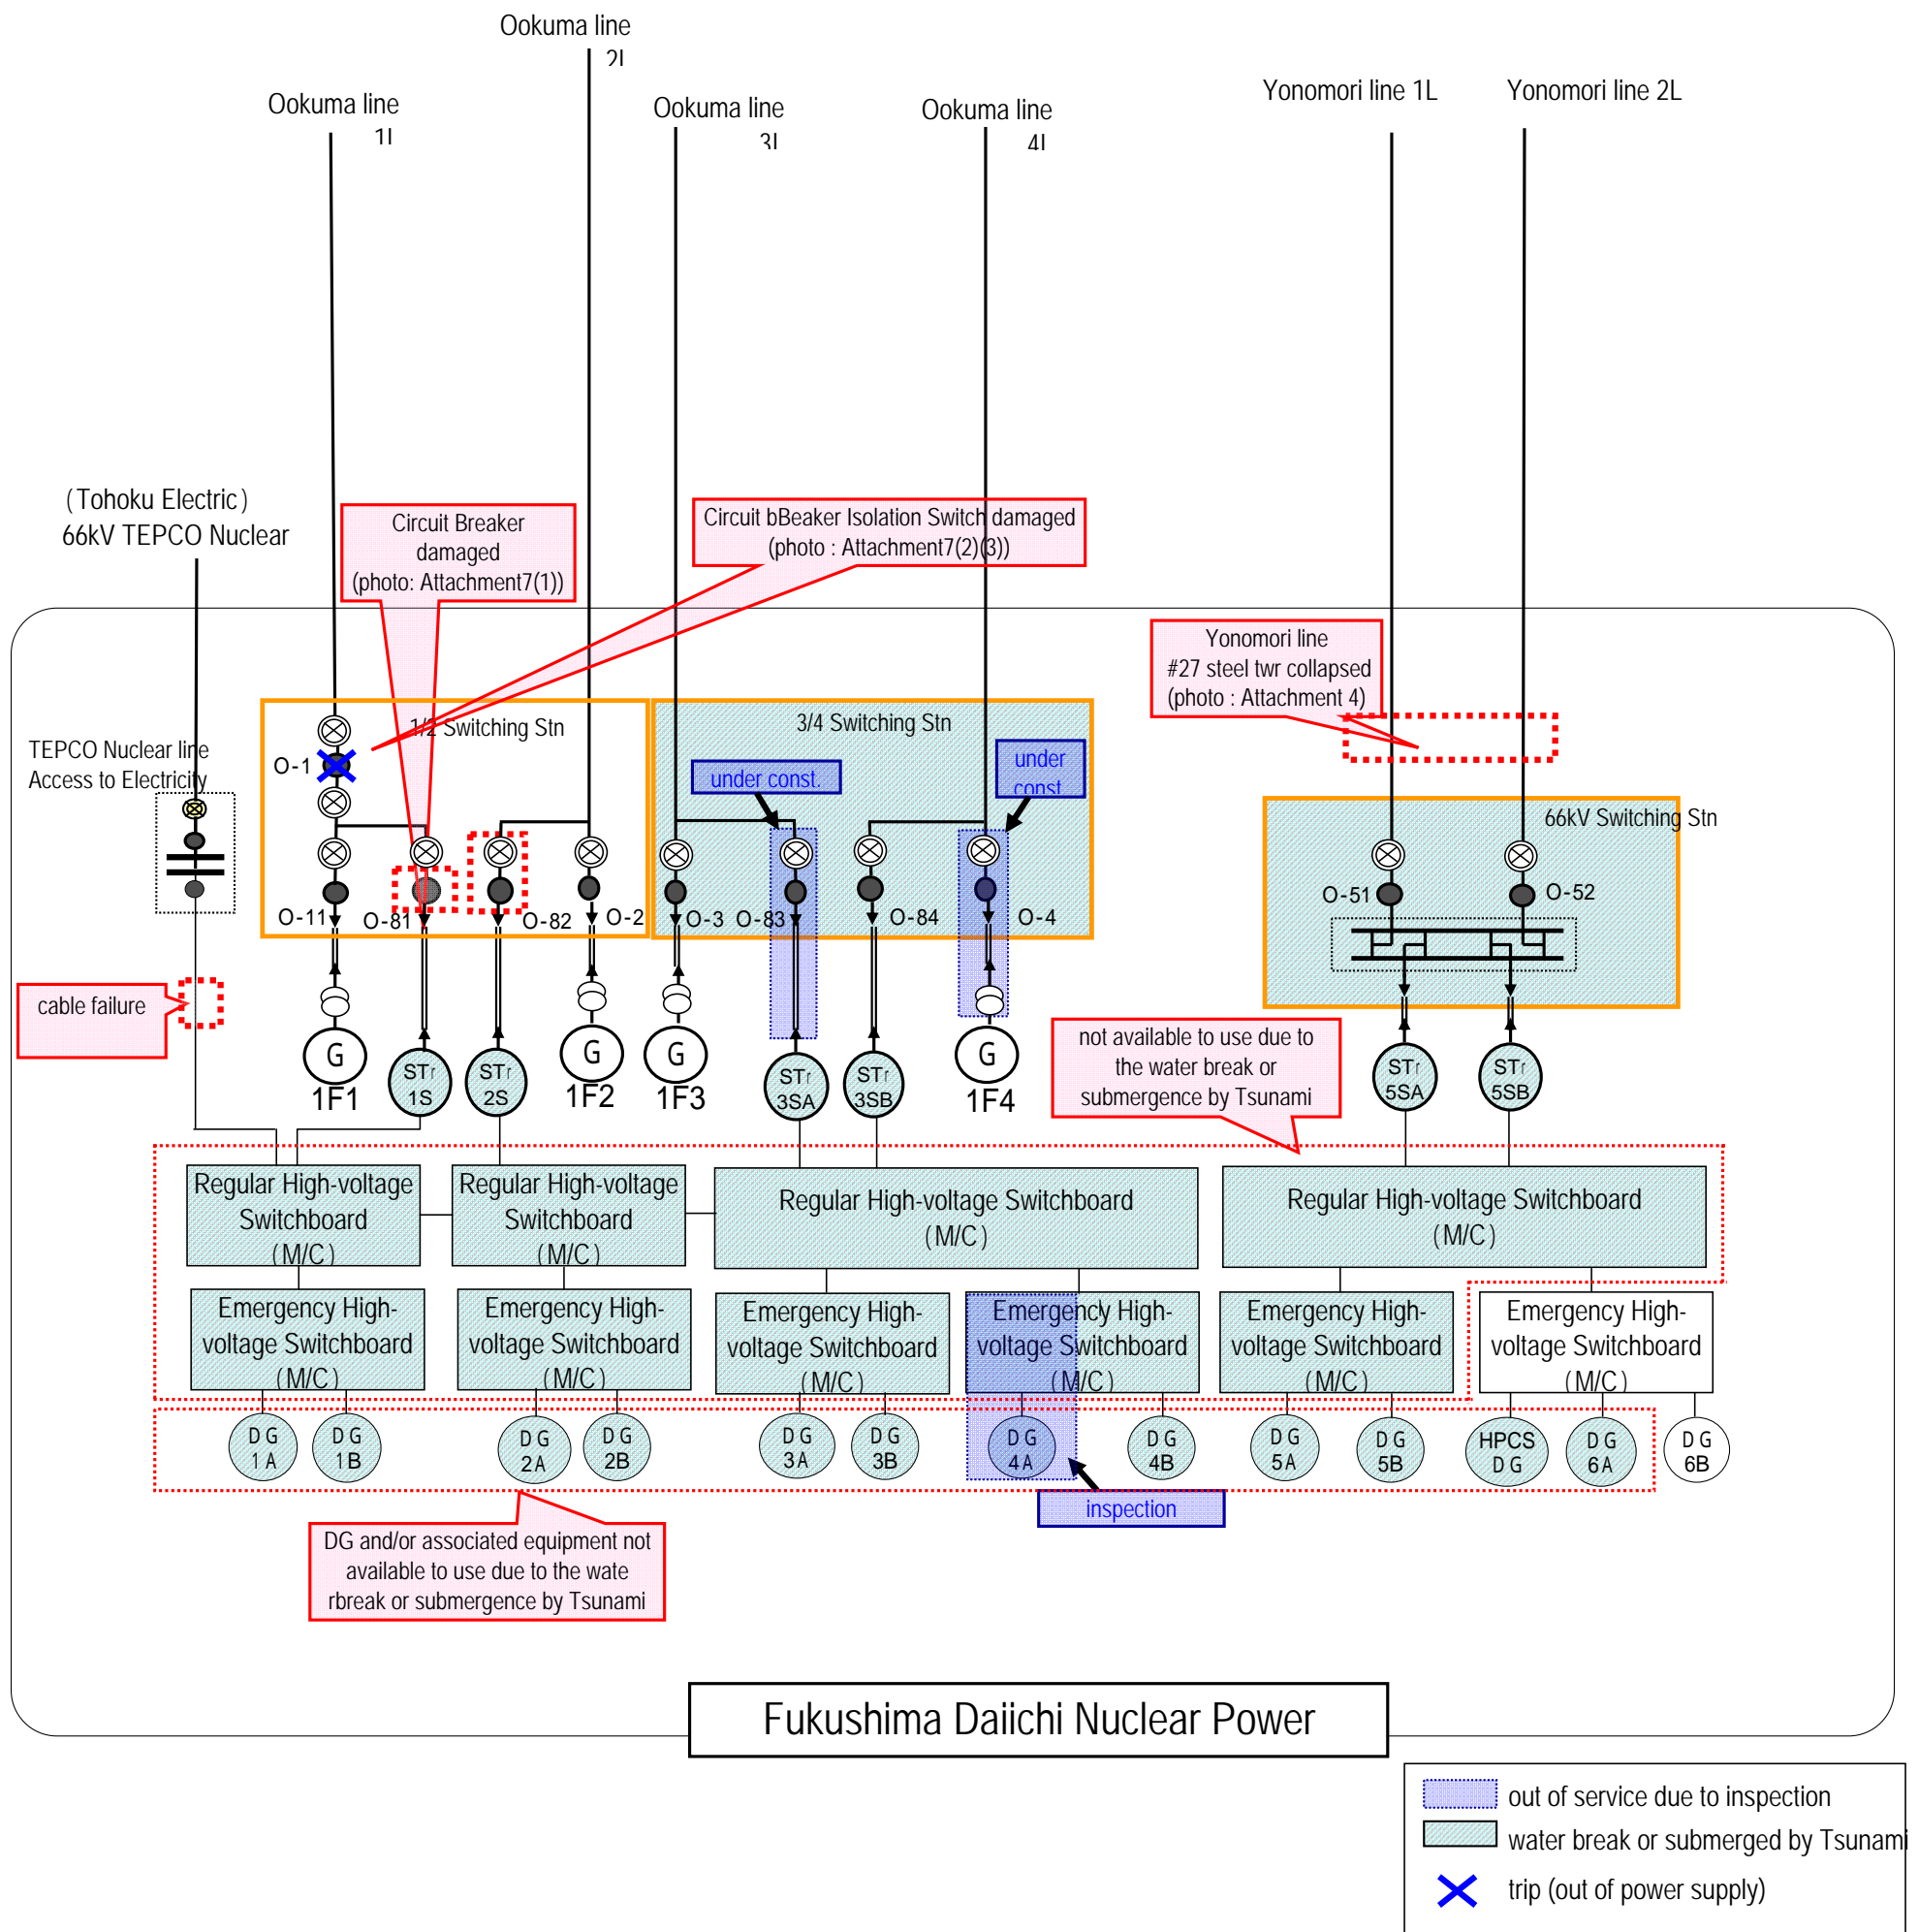 Ookuma line
2L
Ookuma line
1L
Ookuma line
3L
Ookuma line
4L
Yonomori line 1L
Yonomori line 2L
(Tohoku Electric)
66kV TEPCO Nuclear
Circuit Breaker
damaged
(photo: Attachment7(1))
Circuit bBeaker Isolation Switch damaged
(photo : Attachment7(2)(3))
Yonomori line
#27 steel twr collapsed
(photo : Attachment 4)
TEPCO Nuclear line
Access to Electricity
1/2 Switching Stn
3/4 Switching Stn
66kV Switching Stn
under const.
under
const.
O-1
O-11
O-81
O-82
O-2
O-3
O-83
O-84
O-4
O-51
O-52
cable failure
not available to use due to
the water break or
submergence by Tsunami
G
1F1
STr
1S
STr
2S
G
1F2
G
1F3
STr
3SA
STr
3SB
G
1F4
STr
5SA
STr
5SB
Regular High-voltage
Switchboard
(M/C)
Regular High-voltage
Switchboard
(M/C)
Regular High-voltage Switchboard
(M/C)
Regular High-voltage Switchboard
(M/C)
Emergency High-
voltage Switchboard
(M/C)
Emergency High-
voltage Switchboard
(M/C)
Emergency High-
voltage Switchboard
(M/C)
Emergency High-
voltage Switchboard
(M/C)
Emergency High-
voltage Switchboard
(M/C)
Emergency High-
voltage Switchboard
(M/C)
DG
1A
DG
1B
DG
2A
DG
2B
DG
3A
DG
3B
DG
4A
DG
4B
DG
5A
DG
5B
HPCS
DG
DG
6A
DG
6B
inspection
DG and/or associated equipment not
available to use due to the wate
rbreak or submergence by Tsunami
Fukushima Daiichi Nuclear Power
out of service due to inspection
water break or submerged by Tsunami
trip (out of power supply)